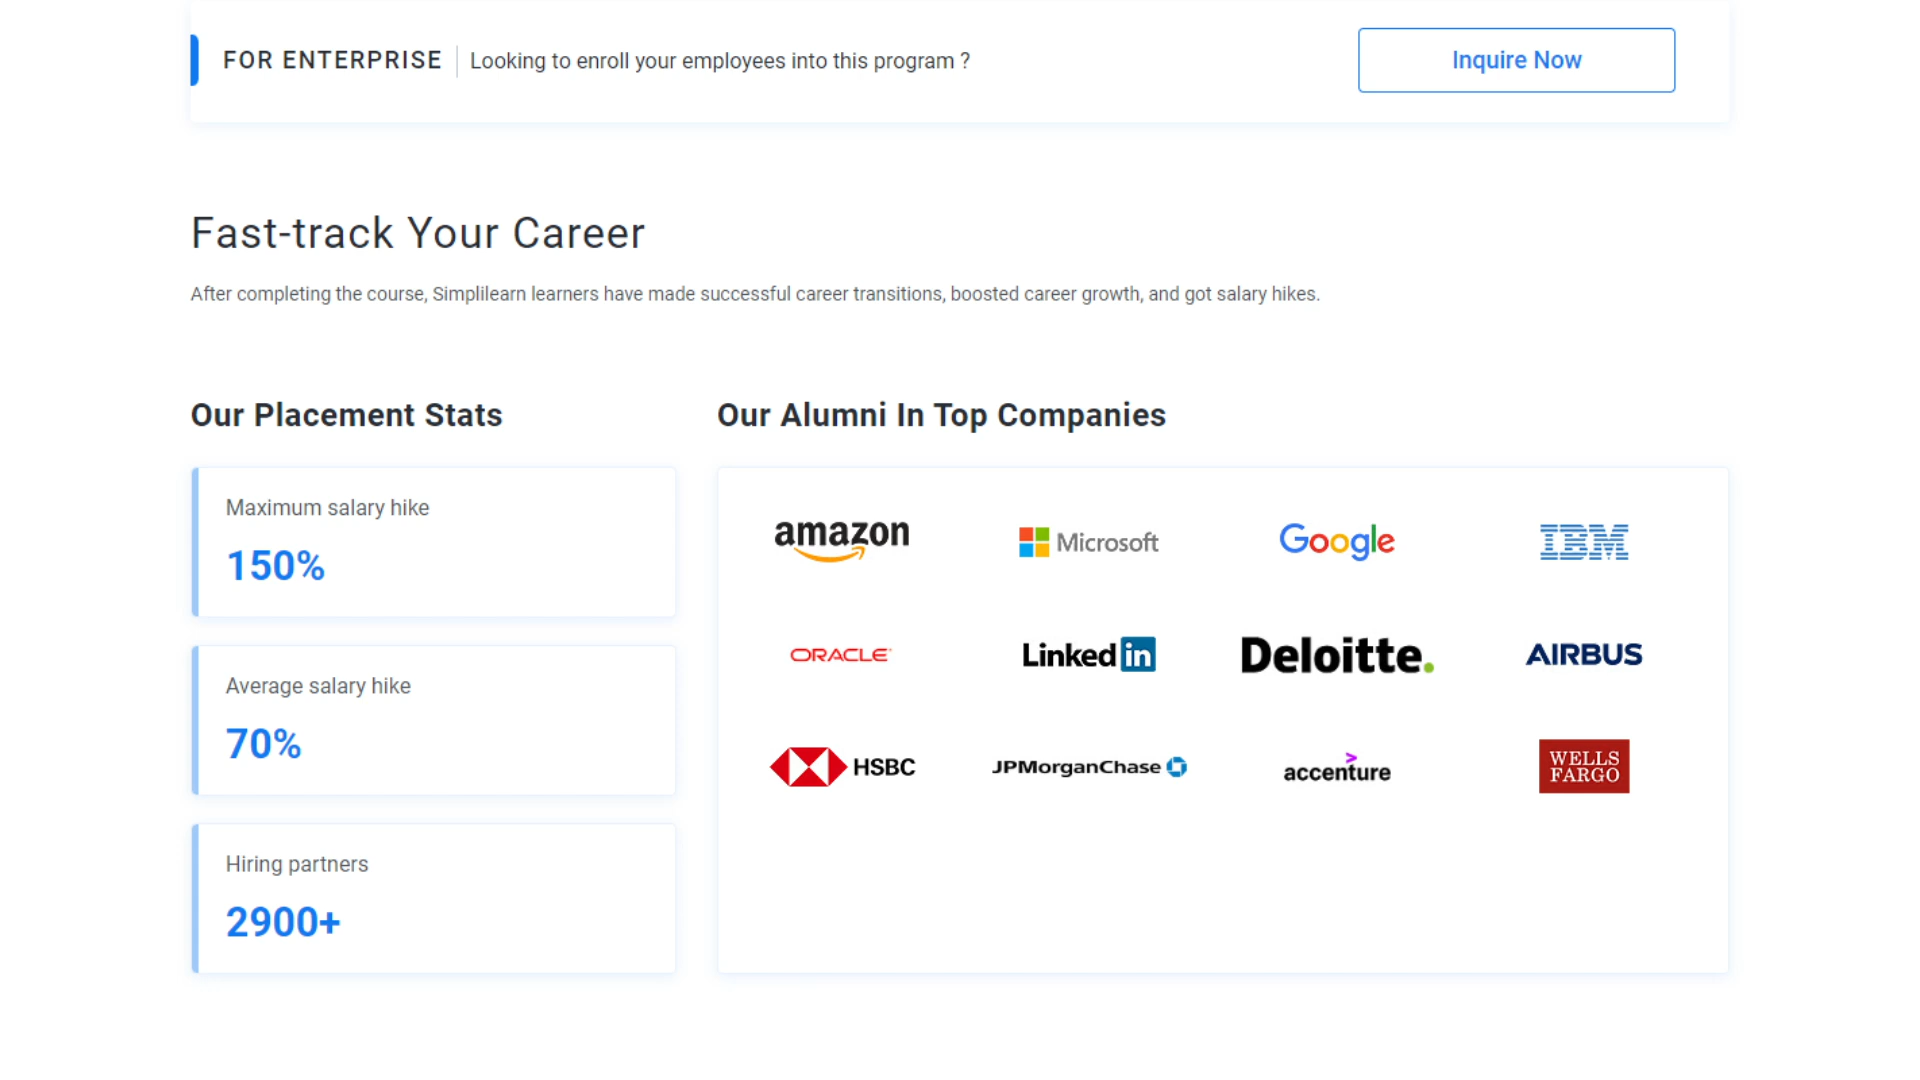 FOR ENTERPRISE
Looking to enroll your employees into this program ?
Inquire Now
Fast-track Your Career
After completing the course, Simplilearn learners have made successful career transitions, boosted career growth, and got salary hikes.
Our Placement Stats
Maximum salary hike
150%
Average salary hike
70%
Hiring partners
2900+
Our Alumni In Top Companies
amazon
Microsoft
Google
IBM
ORACLE
Linked in
Deloitte.
AIRBUS
HSBC
JPMorganChase
accenture
WELLS
FARGO